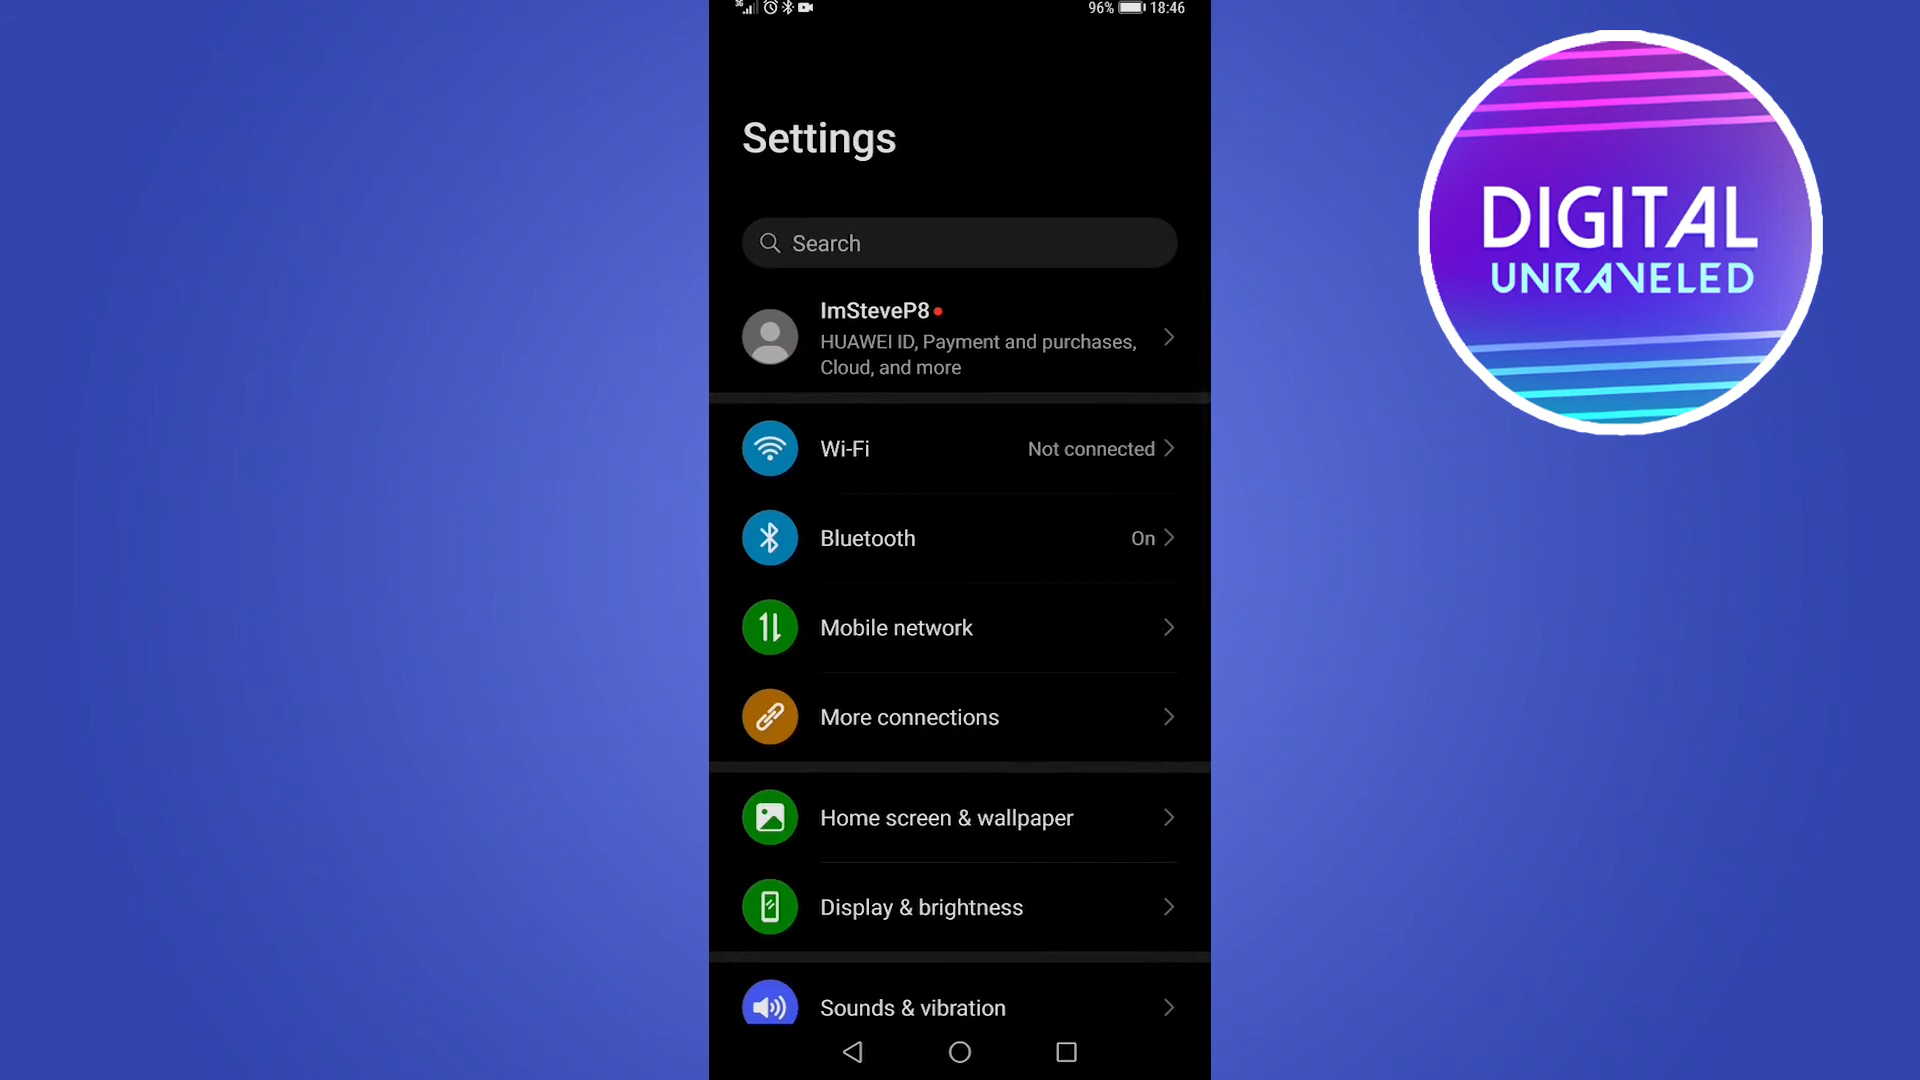 3G 96% 18:46
Settings
Search
ImSteveP8
HUAWEI ID, Payment and purchases,
Cloud, and more
Wi-Fi Not connected
Bluetooth On
Mobile network
More connections
Home screen & wallpaper
Display & brightness
Sounds & vibration
DIGITAL
UNRAVELED